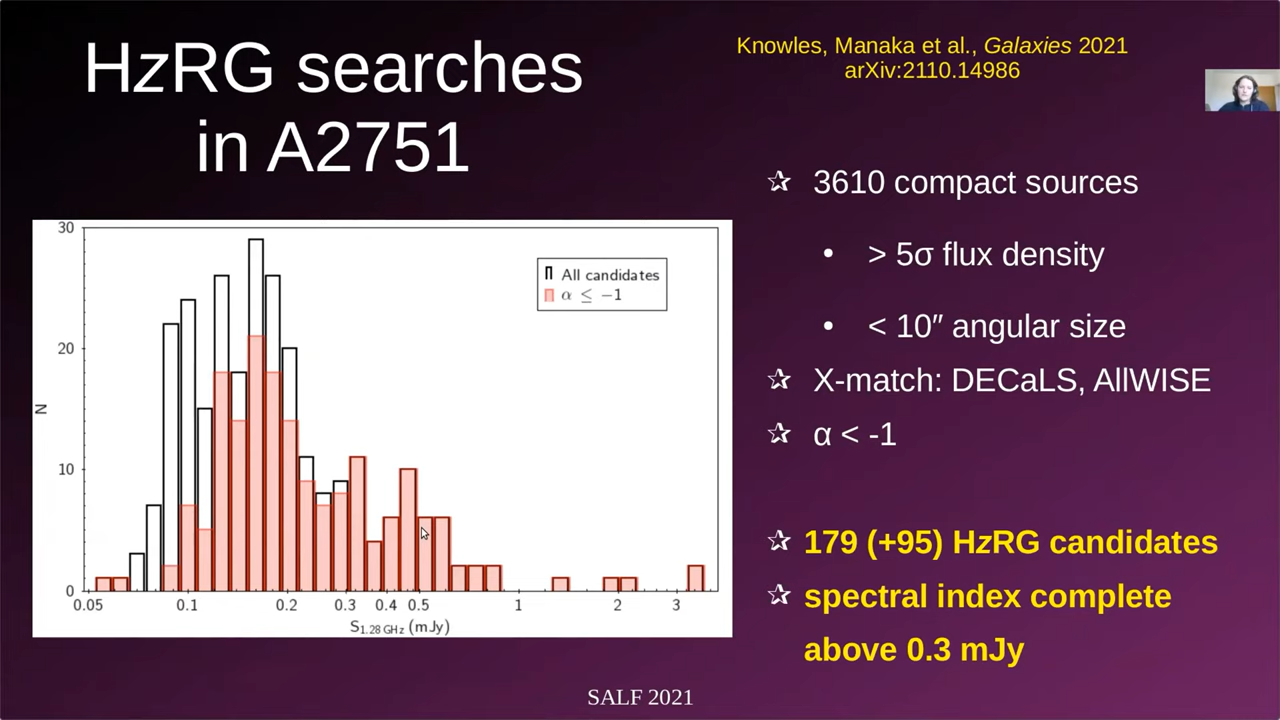 HzRG searches
in A2751
Knowles, Manaka et al., Galaxies 2021
arXiv:2110.14986
☆ 3610 compact sources
• > 5σ flux density
• < 10″ angular size
☆ X-match: DECaLS, AllWISE
☆ α < -1
☆ 179 (+95) HzRG candidates
☆ spectral index complete
above 0.3 mJy
30
20
10
0
N
All candidates
α ≤ −1
0.05 0.1 0.2 0.3 0.4 0.5 1 2 3
S1.28 GHz (mJy)
SALF 2021